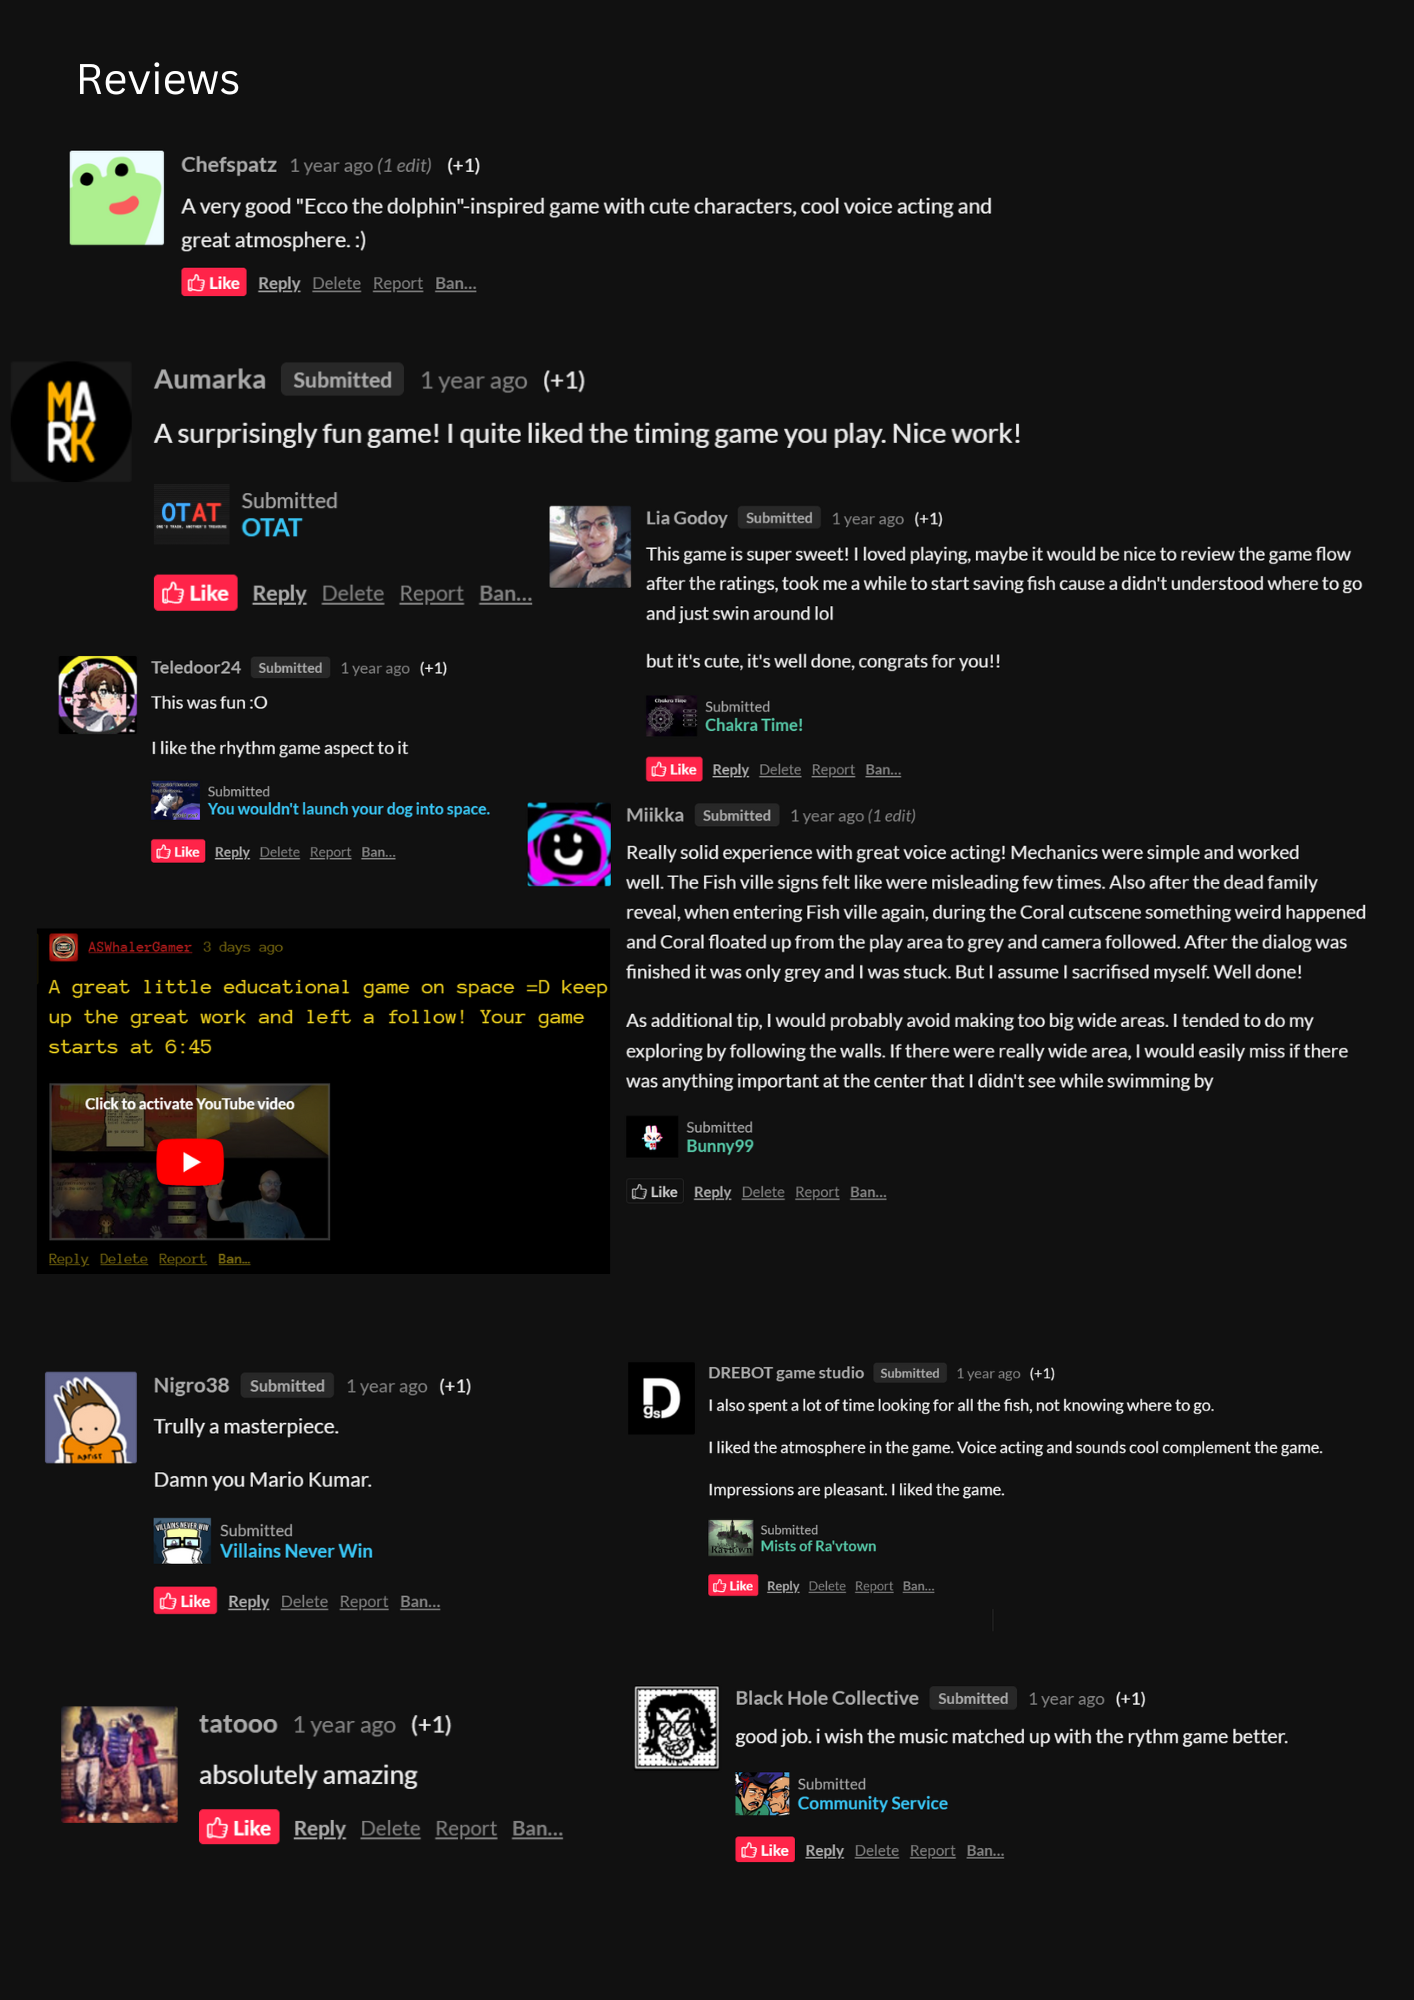 Reviews
Chefspatz 1 year ago (1 edit) (+1)
A very good "Ecco the dolphin"-inspired game with cute characters, cool voice acting and
great atmosphere. :)
Like Reply Delete Report Ban...
MARK
Aumarka Submitted 1 year ago (+1)
A surprisingly fun game! I quite liked the timing game you play. Nice work!
OTAT
ONE'S TRASH, ANOTHER'S TREASURE
Submitted
OTAT
Like Reply Delete Report Ban...
Lia Godoy Submitted 1 year ago (+1)
This game is super sweet! I loved playing, maybe it would be nice to review the game flow
after the ratings, took me a while to start saving fish cause a didn't understood where to go
and just swin around lol
but it's cute, it's well done, congrats for you!!
Chakra Time
Submitted
Chakra Time!
Like Reply Delete Report Ban...
Teledoor24 Submitted 1 year ago (+1)
This was fun :O
I like the rhythm game aspect to it
Submitted
You wouldn't launch your dog into space.
Like Reply Delete Report Ban...
Miikka Submitted 1 year ago (1 edit)
Really solid experience with great voice acting! Mechanics were simple and worked
well. The Fish ville signs felt like were misleading few times. Also after the dead family
reveal, when entering Fish ville again, during the Coral cutscene something weird happened
and Coral floated up from the play area to grey and camera followed. After the dialog was
finished it was only grey and I was stuck. But I assume I sacrifised myself. Well done!
As additional tip, I would probably avoid making too big wide areas. I tended to do my
exploring by following the walls. If there were really wide area, I would easily miss if there
was anything important at the center that I didn't see while swimming by
Submitted
Bunny99
Like Reply Delete Report Ban...
ASWhalerGamer 3 days ago
A great little educational game on space =D keep
up the great work and left a follow! Your game
starts at 6:45
Click to activate YouTube video
Reply Delete Report Ban...
ARTIST
Nigro38 Submitted 1 year ago (+1)
Trully a masterpiece.
Damn you Mario Kumar.
VILLAINS NEVER WIN
Submitted
Villains Never Win
Like Reply Delete Report Ban...
D
gs
DREBOT game studio Submitted 1 year ago (+1)
I also spent a lot of time looking for all the fish, not knowing where to go.
I liked the atmosphere in the game. Voice acting and sounds cool complement the game.
Impressions are pleasant. I liked the game.
Ravtown
Submitted
Mists of Ra'vtown
Like Reply Delete Report Ban...
tatooo 1 year ago (+1)
absolutely amazing
Like Reply Delete Report Ban...
Black Hole Collective Submitted 1 year ago (+1)
good job. i wish the music matched up with the rythm game better.
Submitted
Community Service
Like Reply Delete Report Ban...